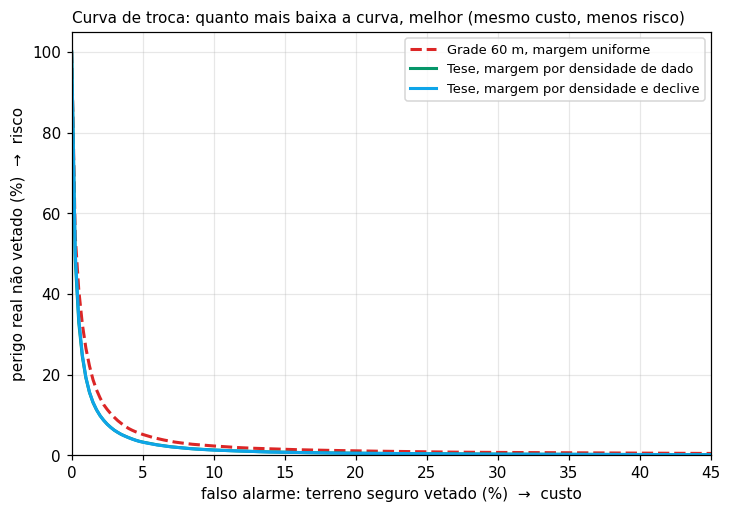 Curva de troca: quanto mais baixa a curva, melhor (mesmo custo, menos risco)
Grade 60 m, margem uniforme
Tese, margem por densidade de dado
Tese, margem por densidade e declive
perigo real não vetado (%) → risco
100
80
60
40
20
0
0 5 10 15 20 25 30 35 40 45
falso alarme: terreno seguro vetado (%) → custo